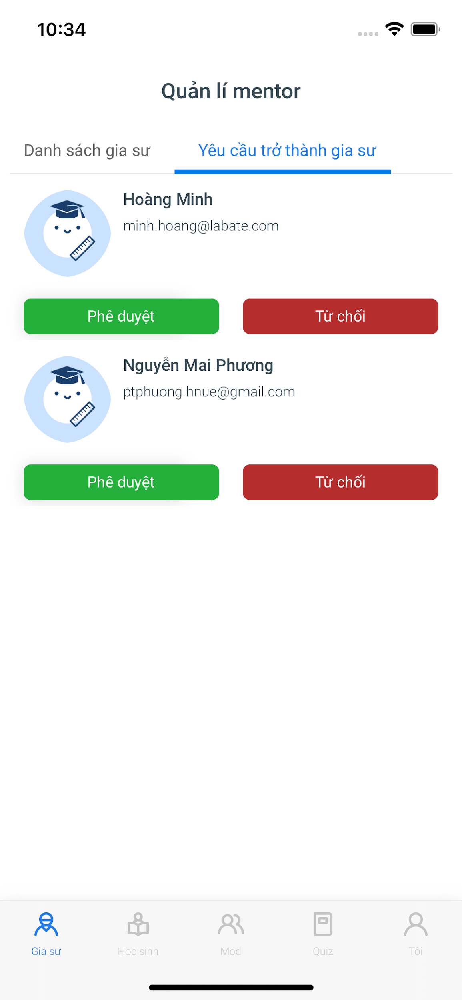 10:34
Quản lí mentor
Danh sách gia sư
Yêu cầu trở thành gia sư
Hoàng Minh
minh.hoang@labate.com
Phê duyệt
Từ chối
Nguyễn Mai Phương
ptphuong.hnue@gmail.com
Phê duyệt
Từ chối
Gia sư
Học sinh
Mod
Quiz
Tôi